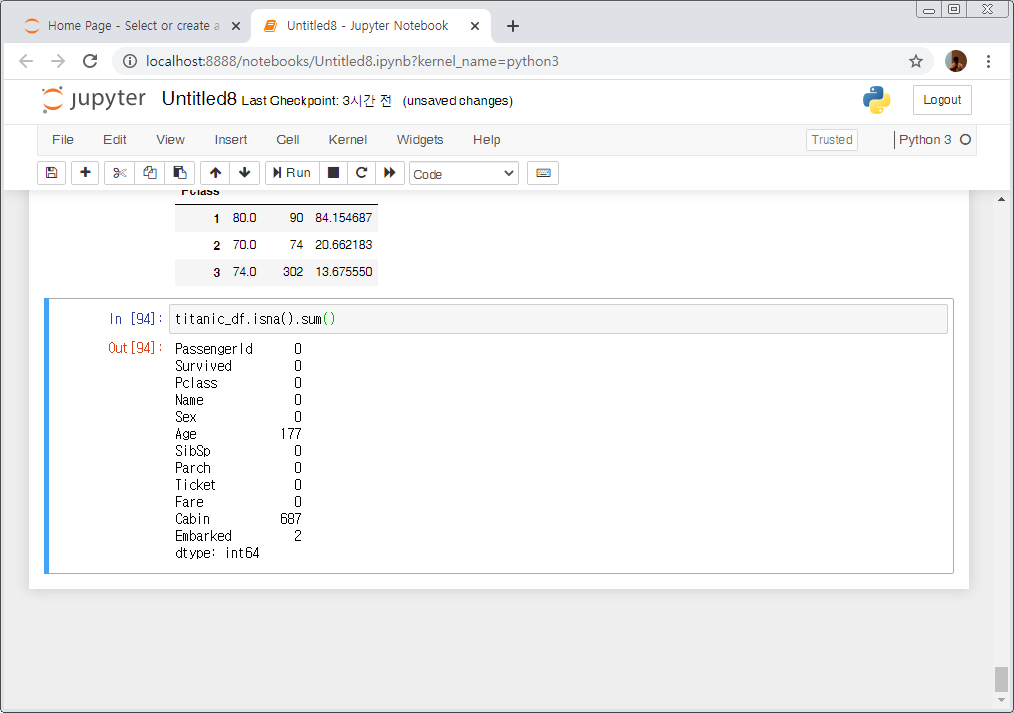 Home Page - Select or create a
Untitled8 - Jupyter Notebook
localhost:8888/notebooks/Untitled8.ipynb?kernel_name=python3
jupyter Untitled8 Last Checkpoint: 3시간 전 (unsaved changes)
Logout
File Edit View Insert Cell Kernel Widgets Help
Trusted
Python 3
Run
Code
Pclass
1 80.0 90 84.154687
2 70.0 74 20.662183
3 74.0 302 13.675550
In [94]: titanic_df.isna().sum()
Out[94]: PassengerId 0
Survived 0
Pclass 0
Name 0
Sex 0
Age 177
SibSp 0
Parch 0
Ticket 0
Fare 0
Cabin 687
Embarked 2
dtype: int64